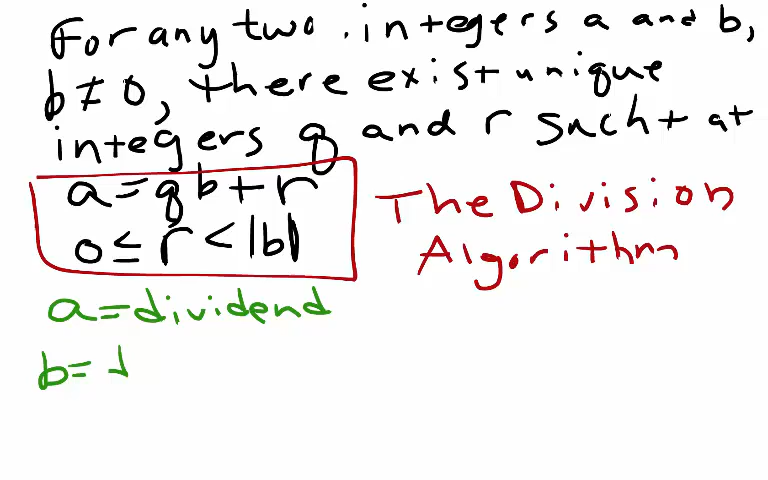 For any two integers a and b,
b ≠ 0, there exist unique
integers q and r such that
a = qb + r
0 ≤ r < |b|
The Division
Algorithm
a = dividend
b = d